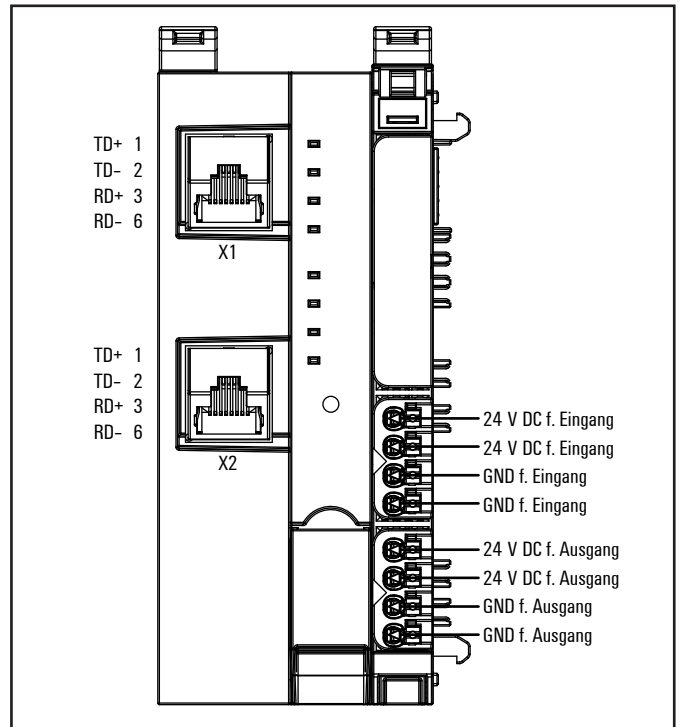 TD+ 1
TD- 2
RD+ 3
RD- 6
X1
TD+ 1
TD- 2
RD+ 3
RD- 6
X2
24 V DC f. Eingang
24 V DC f. Eingang
GND f. Eingang
GND f. Eingang
24 V DC f. Ausgang
24 V DC f. Ausgang
GND f. Ausgang
GND f. Ausgang